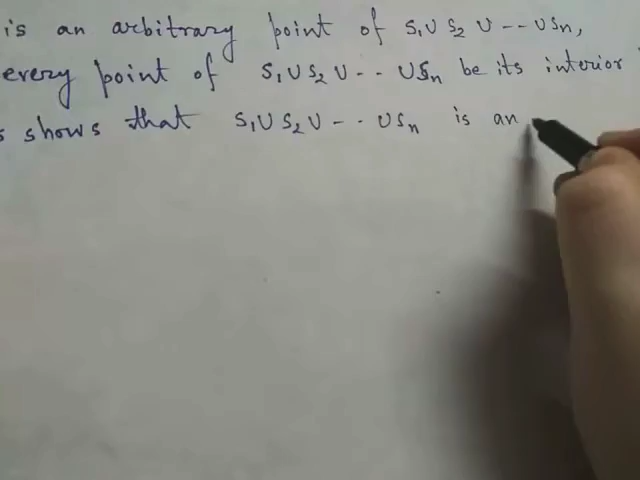 is an arbitrary point of S₁∪ S₂ ∪ -- ∪Sₙ,
every point of S₁∪S₂∪-- ∪Sₙ be its interior
s shows that S₁∪ S₂∪ -- ∪Sₙ is an